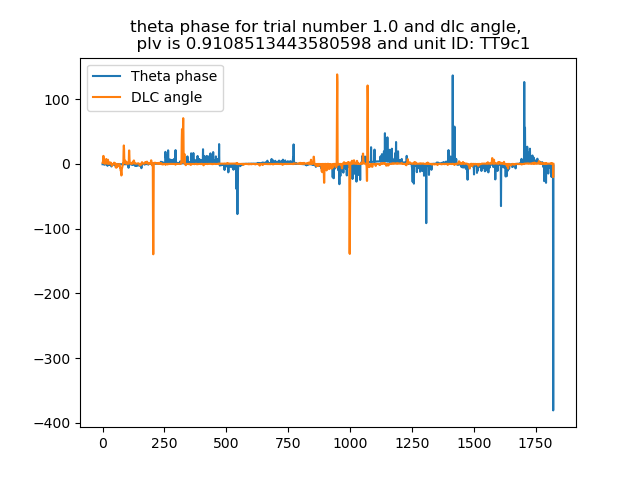 theta phase for trial number 1.0 and dlc angle,
plv is 0.9108513443580598 and unit ID: TT9c1
Theta phase
DLC angle
100
0
−100
−200
−300
−400
0 250 500 750 1000 1250 1500 1750